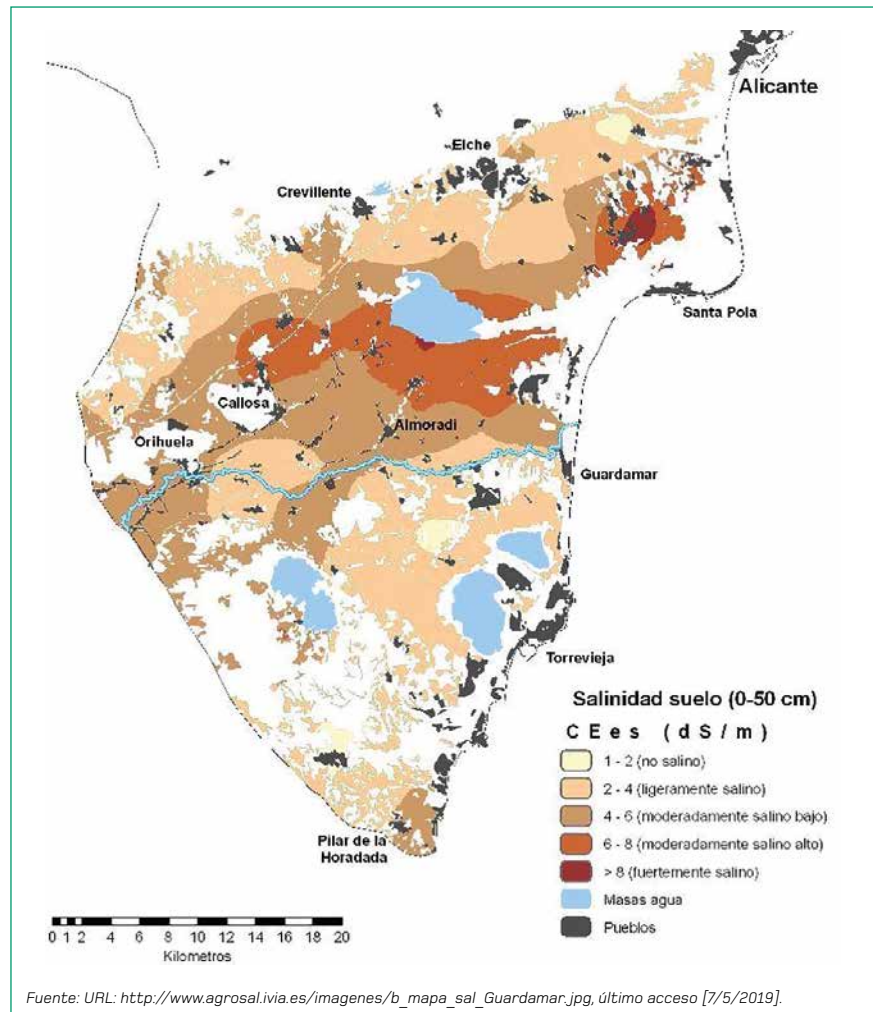 Alicante
Elche
Crevillente
Santa Pola
Callosa
Almoradi
Orihuela
Guardamar
Torrevieja
Pilar de la
Horadada
Salinidad suelo (0-50 cm)
CEes (dS/m)
1 - 2 (no salino)
2 - 4 (ligeramente salino)
4 - 6 (moderadamente salino bajo)
6 - 8 (moderadamente salino alto)
> 8 (fuertemente salino)
Masas agua
Pueblos
0 1 2 4 6 8 10 12 14 16 18 20
Kilometros
Fuente: URL: http://www.agrosal.ivia.es/imagenes/b_mapa_sal_Guardamar.jpg, último acceso [7/5/2019].